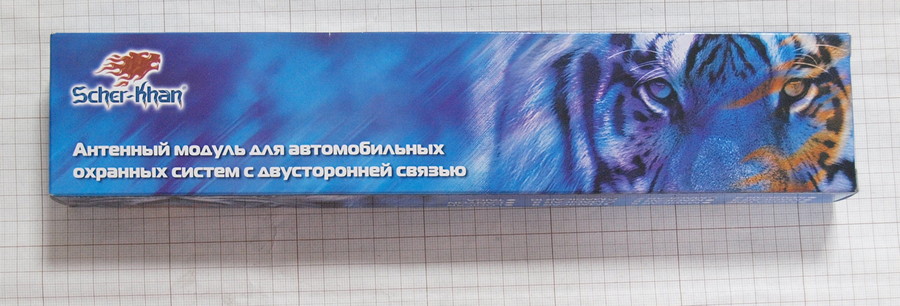 Scher-Khan
Антенный модуль для автомобильных
охранных систем с двусторонней связью